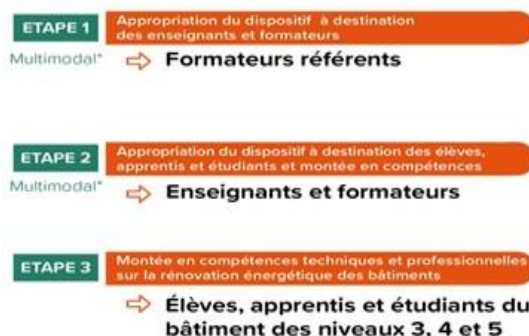 ETAPE 1
Appropriation du dispositif à destination
des enseignants et formateurs
Multimodal*
Formateurs référents
ETAPE 2
Appropriation du dispositif à destination des élèves,
apprentis et étudiants et montée en compétences
Multimodal*
Enseignants et formateurs
ETAPE 3
Montée en compétences techniques et professionnelles
sur la rénovation énergétique des bâtiments
Élèves, apprentis et étudiants du
bâtiment des niveaux 3, 4 et 5